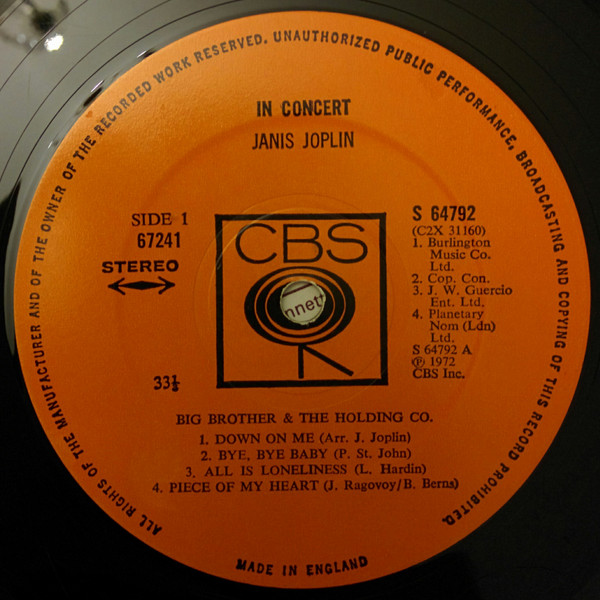 ALL RIGHTS OF THE MANUFACTURER AND OF THE OWNER OF THE RECORDED WORK RESERVED. UNAUTHORIZED PUBLIC PERFORMANCE, BROADCASTING AND COPYING OF THIS RECORD PROHIBITED.
IN CONCERT
JANIS JOPLIN
SIDE 1
67241
STEREO
33⅓
CBS
nnett
S 64792
(C2X 31160)
1. Burlington
Music Co.
Ltd.
2. Cop. Con.
3. J. W. Guercio
Ent. Ltd.
4. Planetary
Nom (Ldn)
Ltd.
S 64792 A
℗ 1972
CBS Inc.
BIG BROTHER & THE HOLDING CO.
1. DOWN ON ME (Arr. J. Joplin)
2. BYE, BYE BABY (P. St. John)
3. ALL IS LONELINESS (L. Hardin)
4. PIECE OF MY HEART (J. Ragovoy/B. Berns)
MADE IN ENGLAND